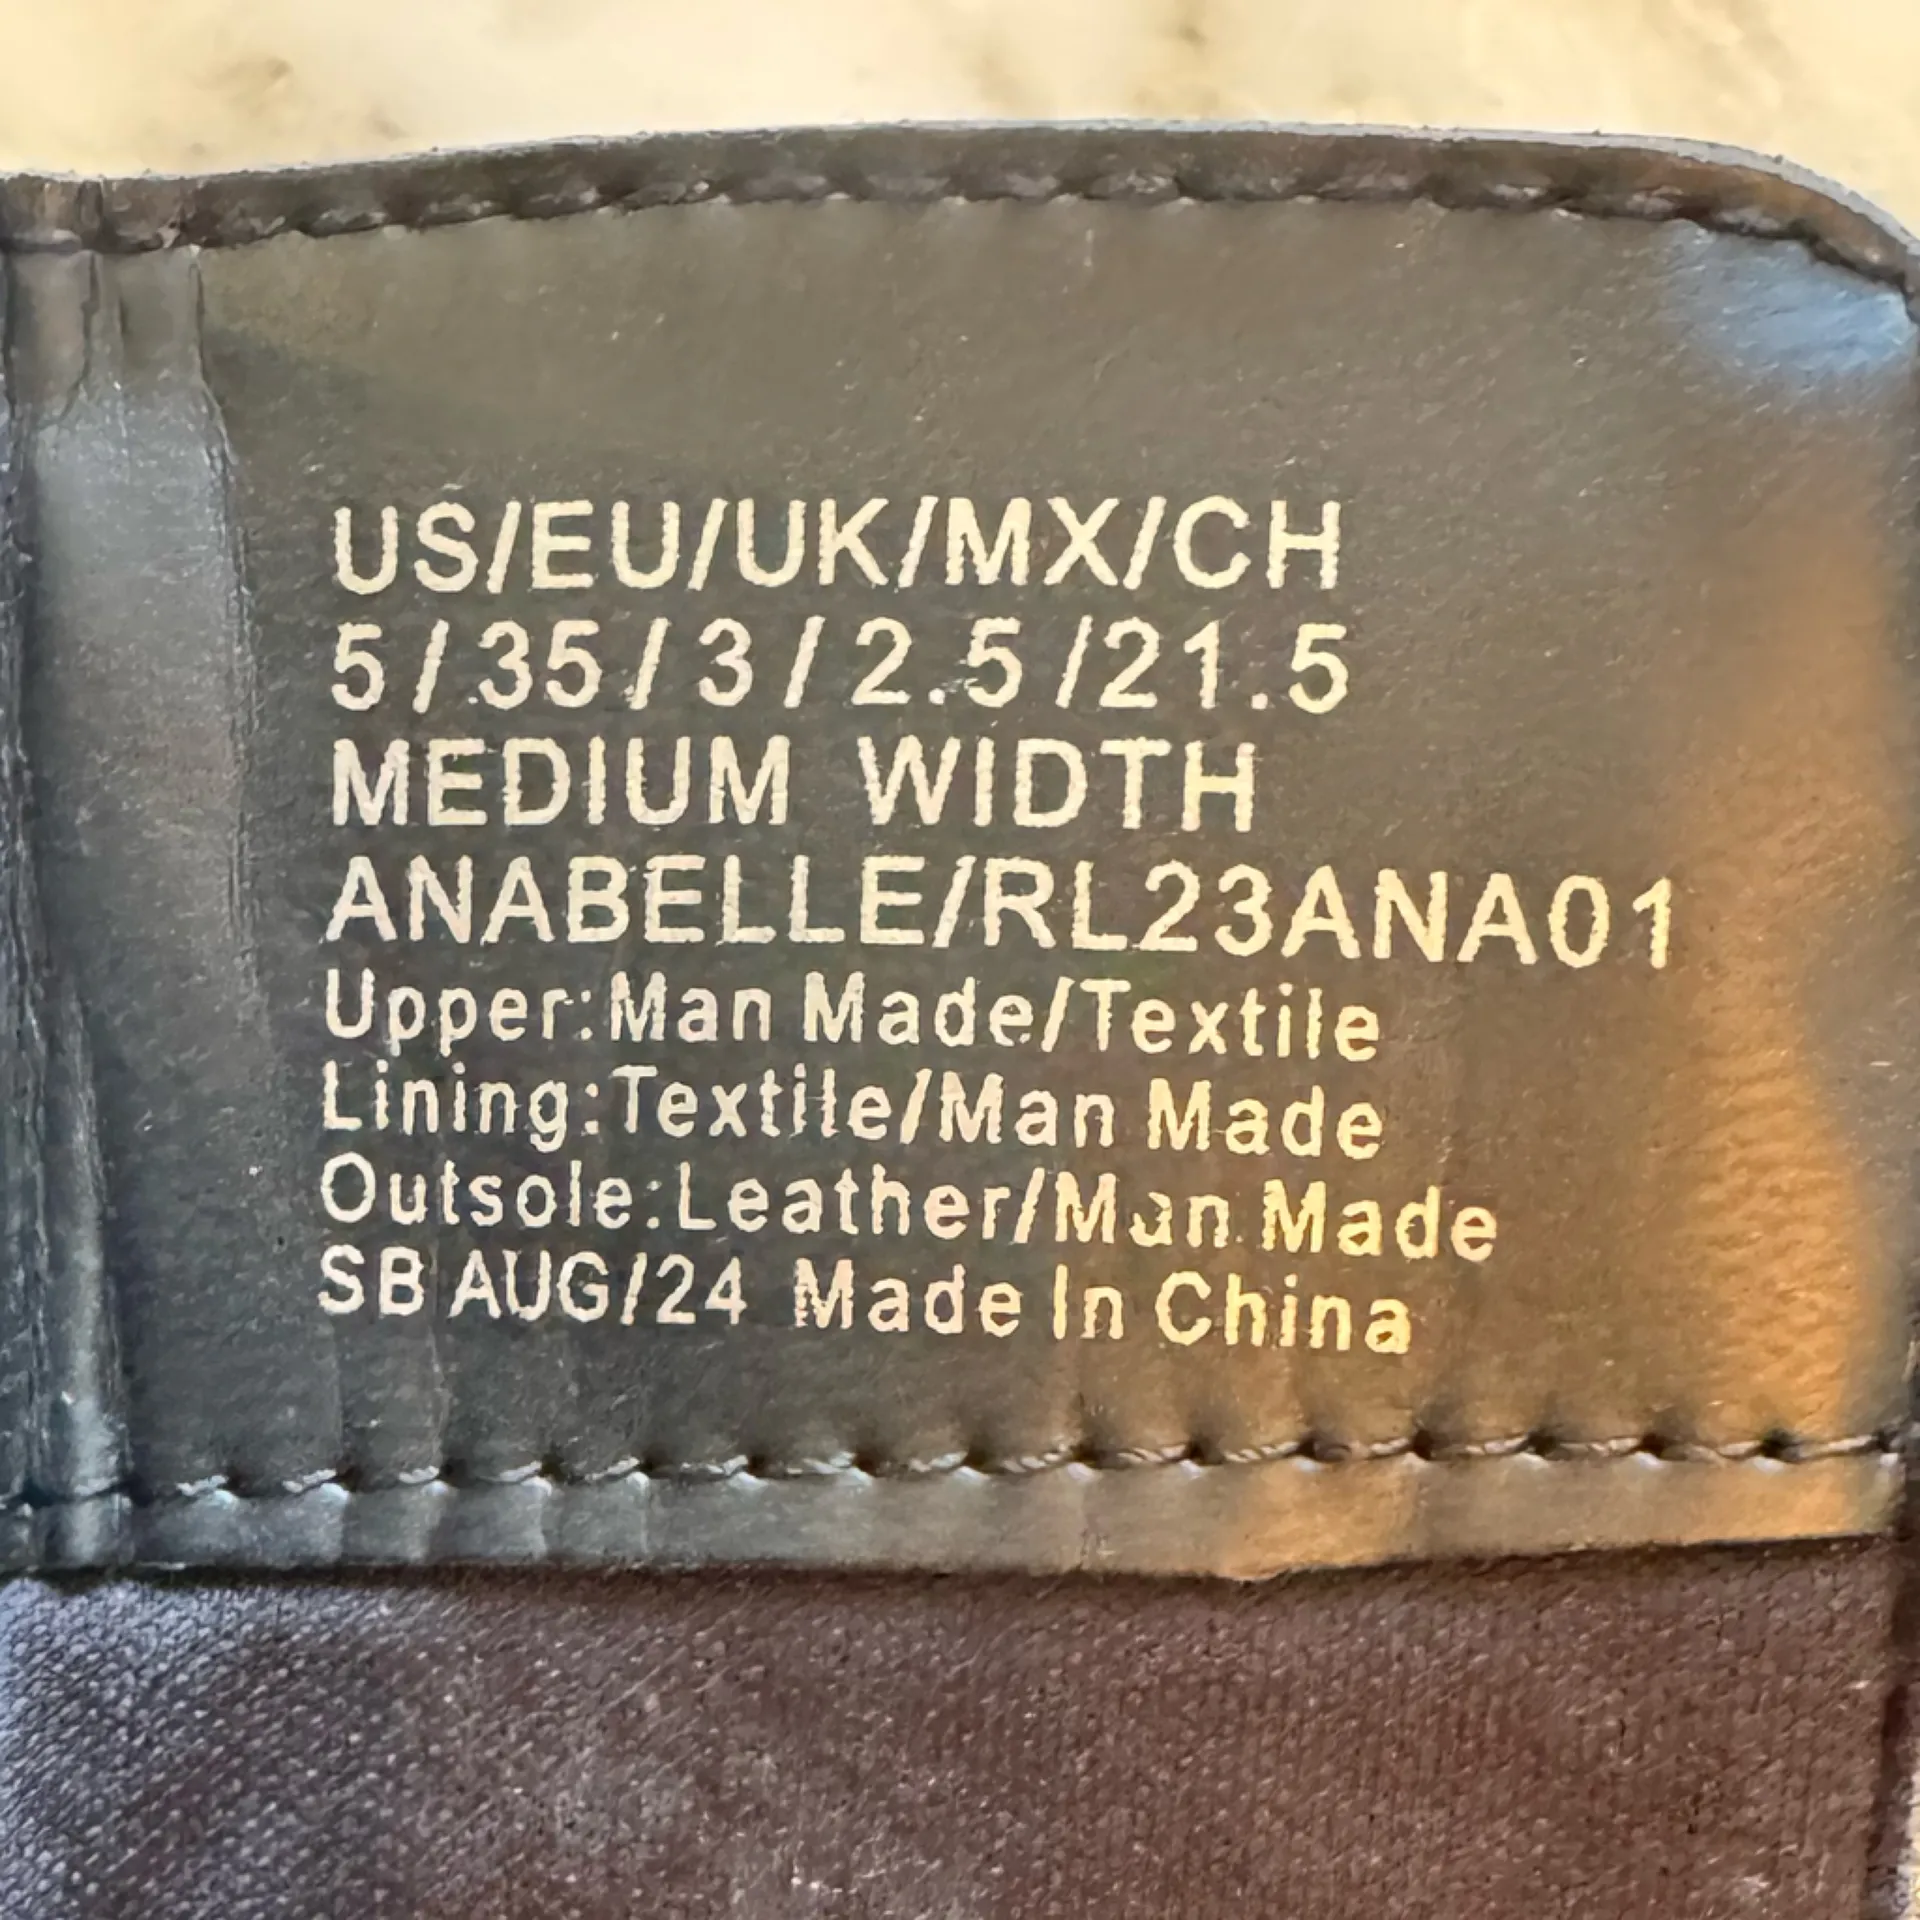 US/EU/UK/MX/CH
5/35/3/2.5/21.5
MEDIUM WIDTH
ANABELLE/RL23ANA01
Upper:Man Made/Textile
Lining:Textile/Man Made
Outsole:Leather/Man Made
SB AUG/24 Made In China